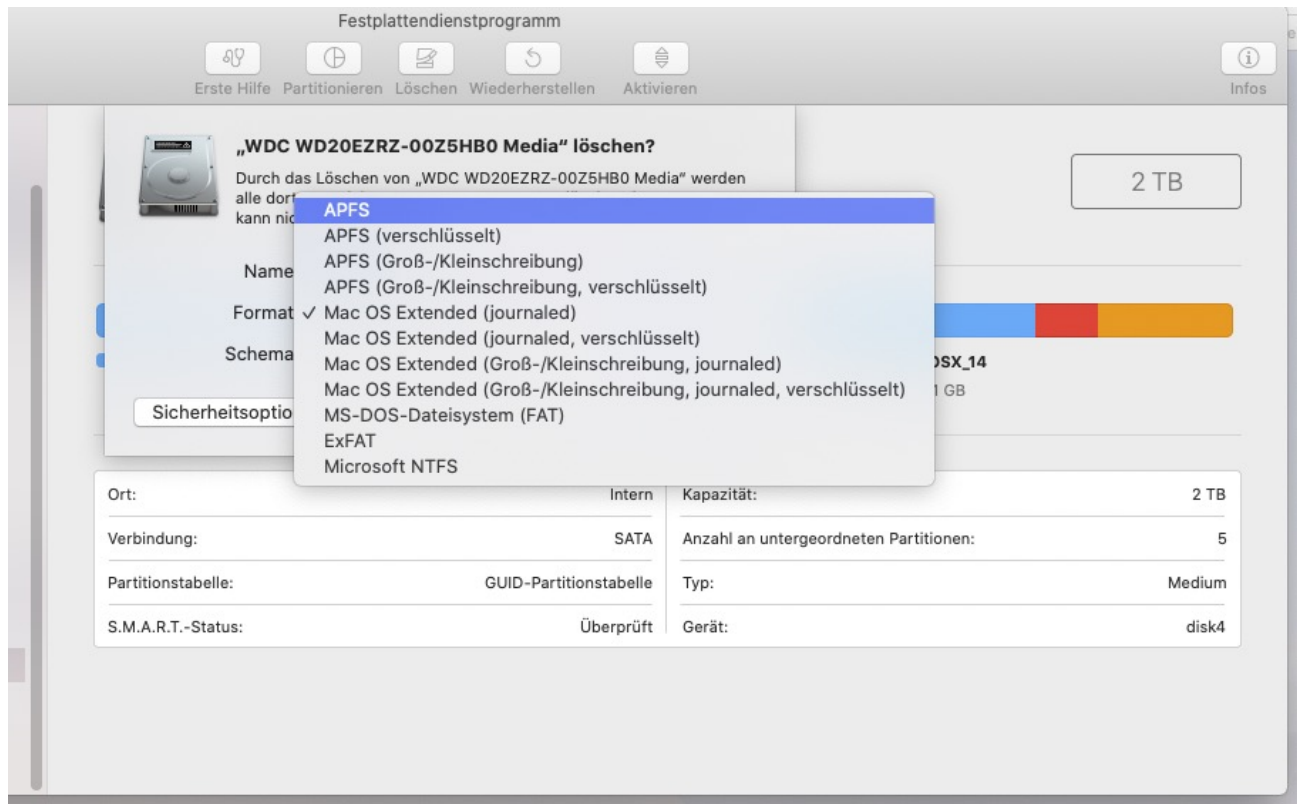 Festplattendienstprogramm
Erste Hilfe Partitionieren Löschen Wiederherstellen Aktivieren Infos
„WDC WD20EZRZ-00Z5HB0 Media“ löschen?
Durch das Löschen von „WDC WD20EZRZ-00Z5HB0 Media“ werden
alle
kann
2 TB
APFS
APFS (verschlüsselt)
APFS (Groß-/Kleinschreibung)
APFS (Groß-/Kleinschreibung, verschlüsselt)
Name
Format ✓ Mac OS Extended (journaled)
Mac OS Extended (journaled, verschlüsselt)
Schema
Mac OS Extended (Groß-/Kleinschreibung, journaled)
Mac OS Extended (Groß-/Kleinschreibung, journaled, verschlüsselt)
MS-DOS-Dateisystem (FAT)
ExFAT
Microsoft NTFS
Sicherheitsoptio
SX_14
1 GB
Ort: Intern
Kapazität: 2 TB
Verbindung: SATA
Anzahl an untergeordneten Partitionen: 5
Partitionstabelle: GUID-Partitionstabelle
Typ: Medium
S.M.A.R.T.-Status: Überprüft
Gerät: disk4